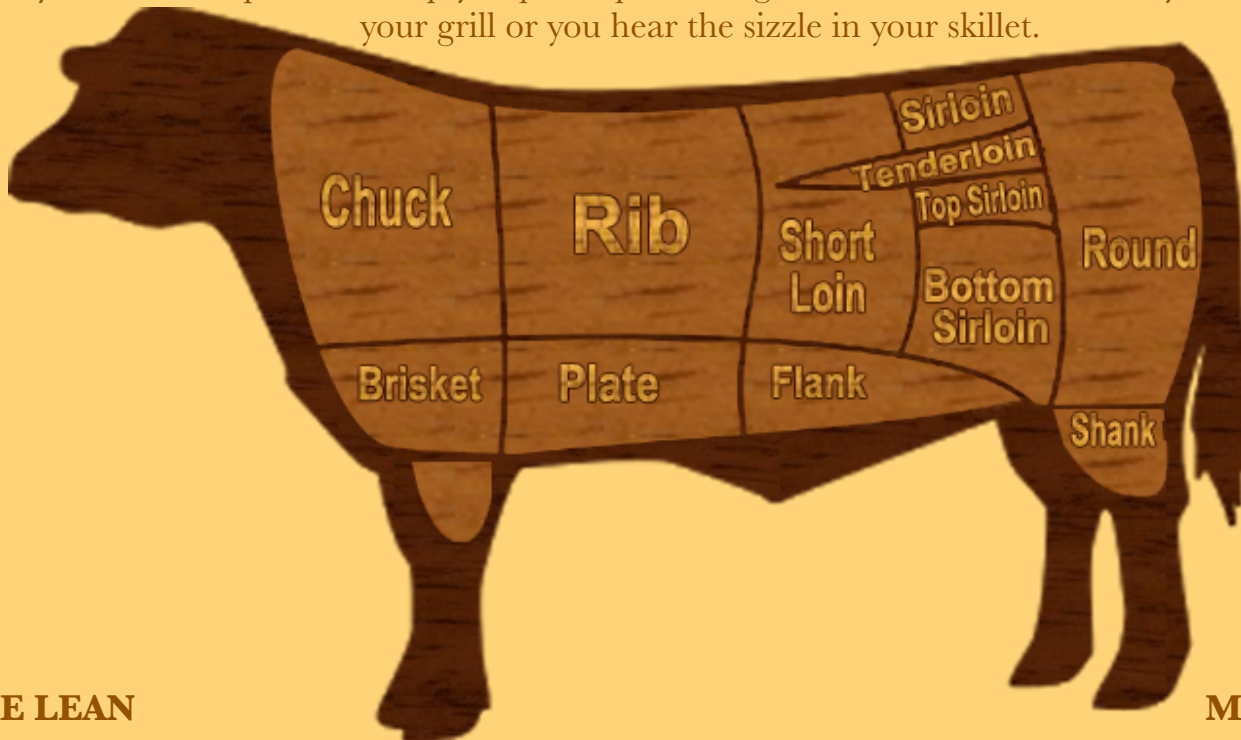 your grill or you hear the sizzle in your skillet.
Sirloin
Tenderloin
Chuck
Rib
Top Sirloin
Short
Loin
Round
Bottom
Sirloin
Brisket
Plate
Flank
Shank
E LEAN
M